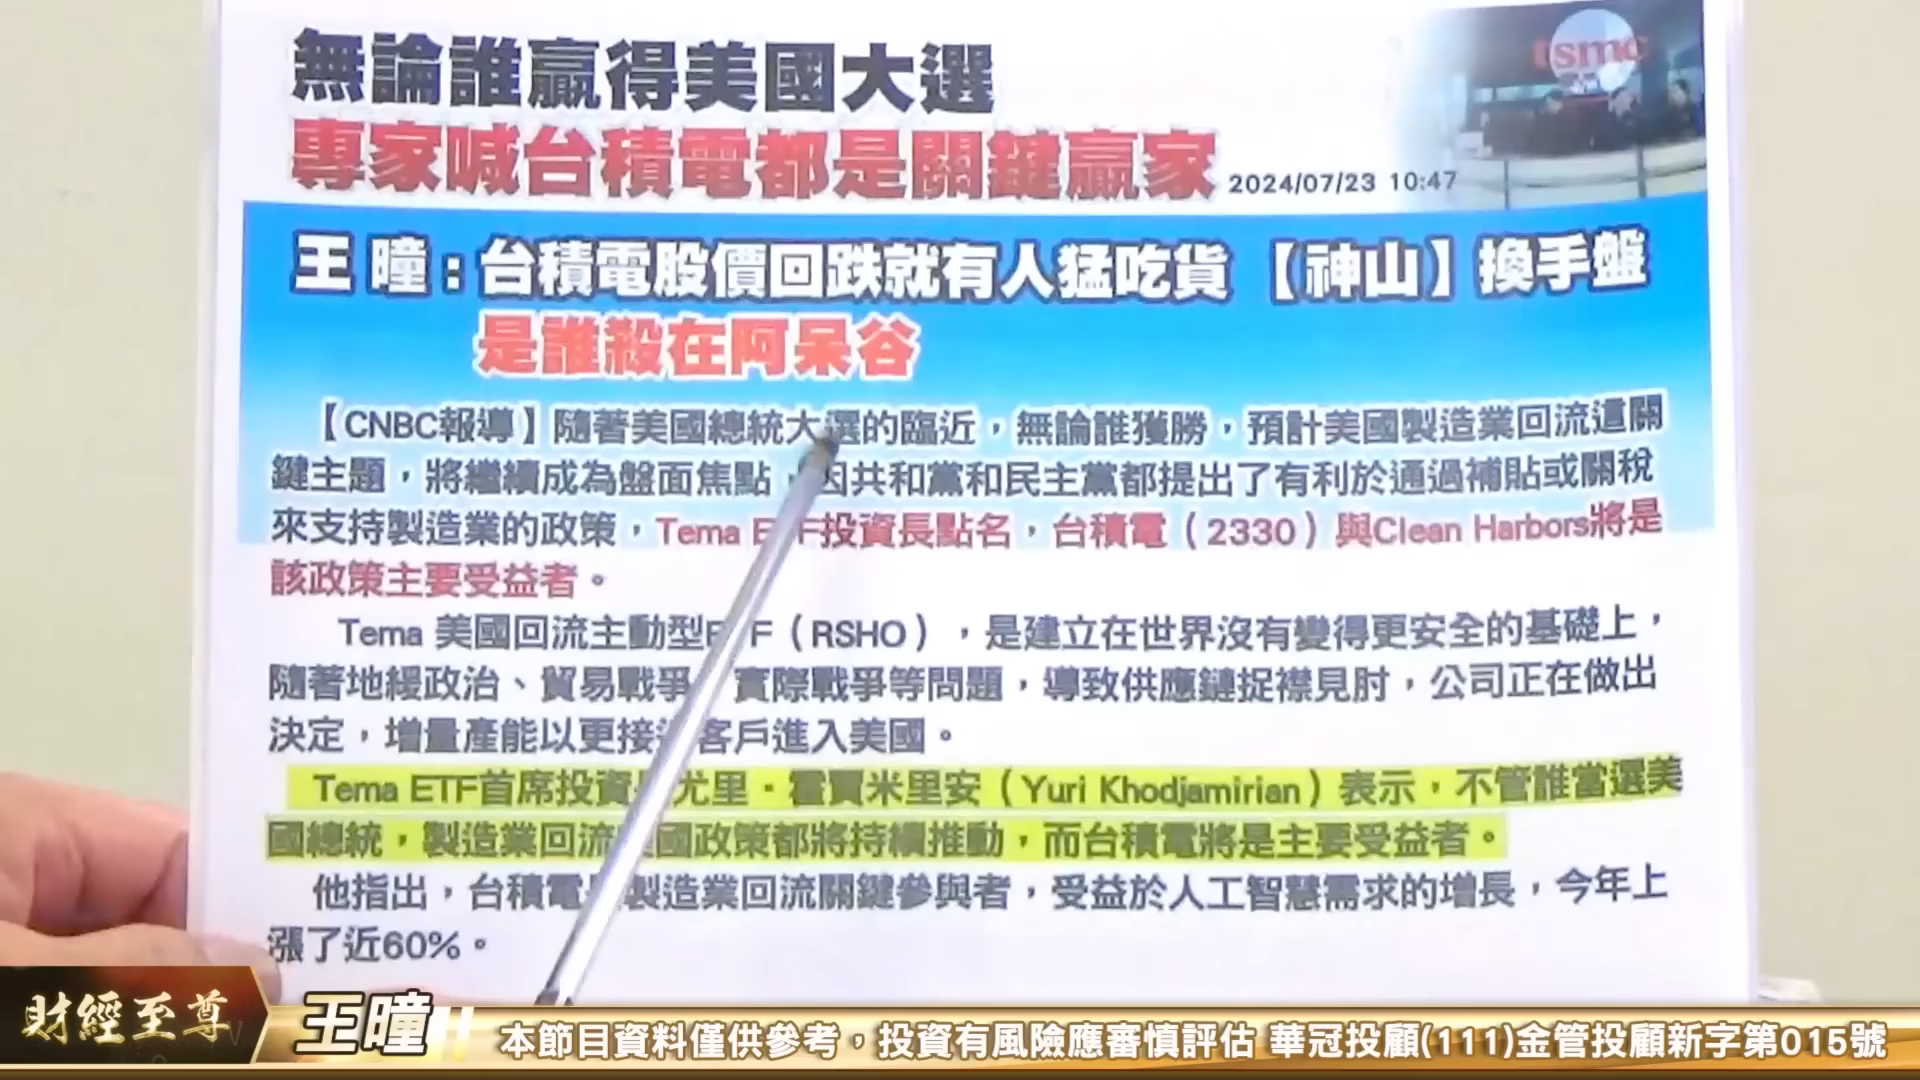 無論誰贏得美國大選
tsmc
專家喊台積電都是關鍵贏家 2024/07/23 10:47
王 瞳：台積電股價回跌就有人猛吃貨 【神山】換手盤
是誰殺在阿呆谷
【CNBC報導】隨著美國總統大選的臨近，無論誰獲勝，預計美國製造業回流這關
鍵主題，將繼續成為盤面焦點，因共和黨和民主黨都提出了有利於通過補貼或關稅
來支持製造業的政策，Tema ETF投資長點名，台積電（2330）與Clean Harbors將是
該政策主要受益者。
Tema 美國回流主動型ETF（RSHO），是建立在世界沒有變得更安全的基礎上，
隨著地緩政治、貿易戰爭 實際戰爭等問題，導致供應鏈捉襟見肘，公司正在做出
決定，增量產能以更接近客戶進入美國。
Tema ETF首席投資長尤里·霍賈米里安（Yuri Khodjamirian）表示，不管誰當選美
國總統，製造業回流 國政策都將持續推動，而台積電將是主要受益者。
他指出，台積電 製造業回流關鍵參與者，受益於人工智慧需求的增長，今年上
漲了近60%。
財經至尊
王瞳
本節目資料僅供參考，投資有風險應審慎評估 華冠投顧(111)金管投顧新字第015號